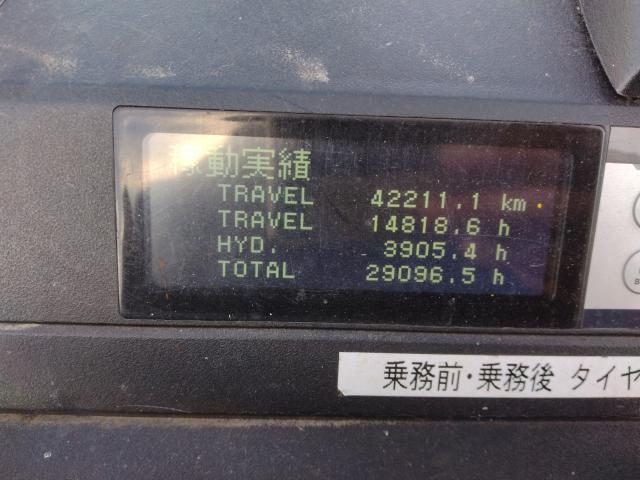 稼動実績
TRAVEL 42211.1 km
TRAVEL 14818.6 h
HYD. 3905.4 h
TOTAL 29096.5 h
乗務前・乗務後 タイヤ